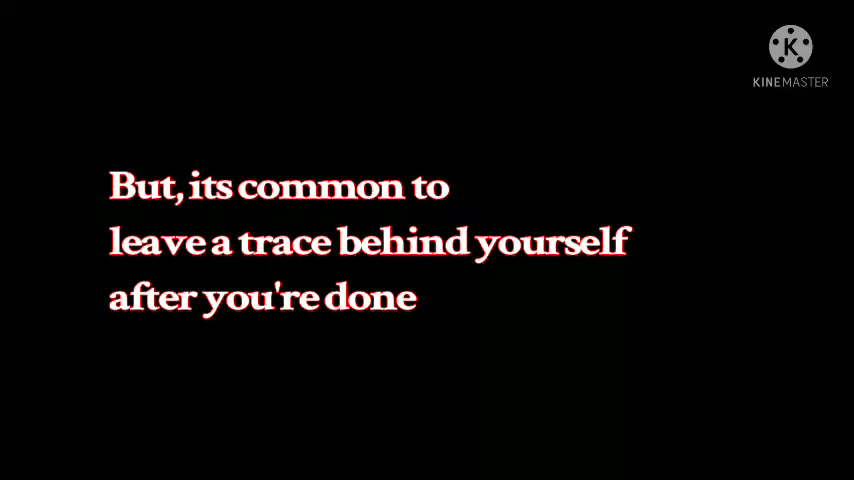 KINEMASTER
But, its common to
leave a trace behind yourself
after you're done